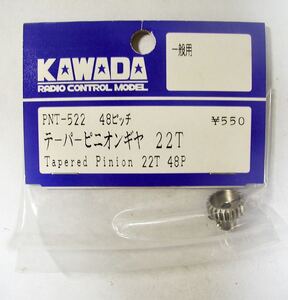 KAWADA
RADIO CONTROL MODEL
一般用
PNT-522 48ピッチ ¥550
テーパーピニオンギヤ 22T
Tapered Pinion 22T 48P